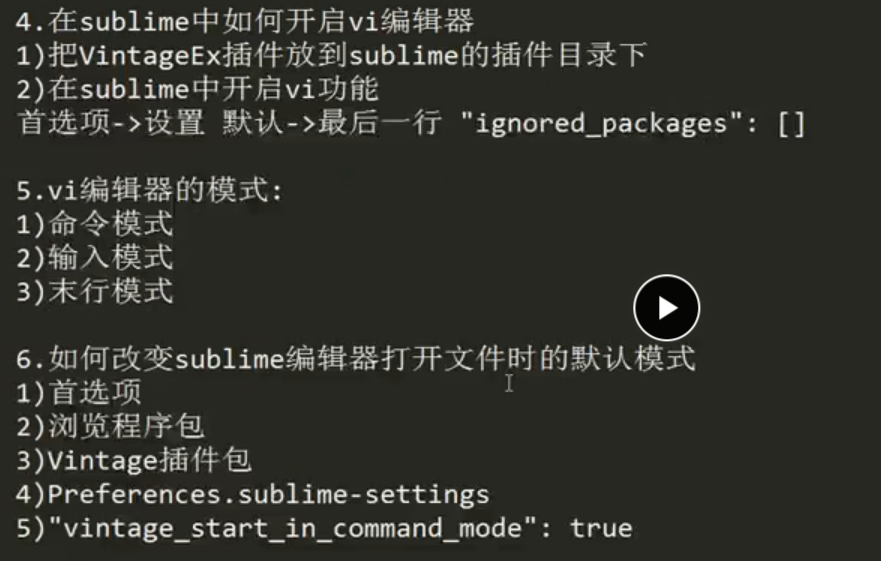 4.在sublime中如何开启vi编辑器
1)把VintageEx插件放到sublime的插件目录下
2)在sublime中开启vi功能
首选项->设置 默认->最后一行 "ignored_packages": []
5.vi编辑器的模式:
1)命令模式
2)输入模式
3)末行模式
6.如何改变sublime编辑器打开文件时的默认模式
1)首选项
2)浏览程序包
3)Vintage插件包
4)Preferences.sublime-settings
5)"vintage_start_in_command_mode": true